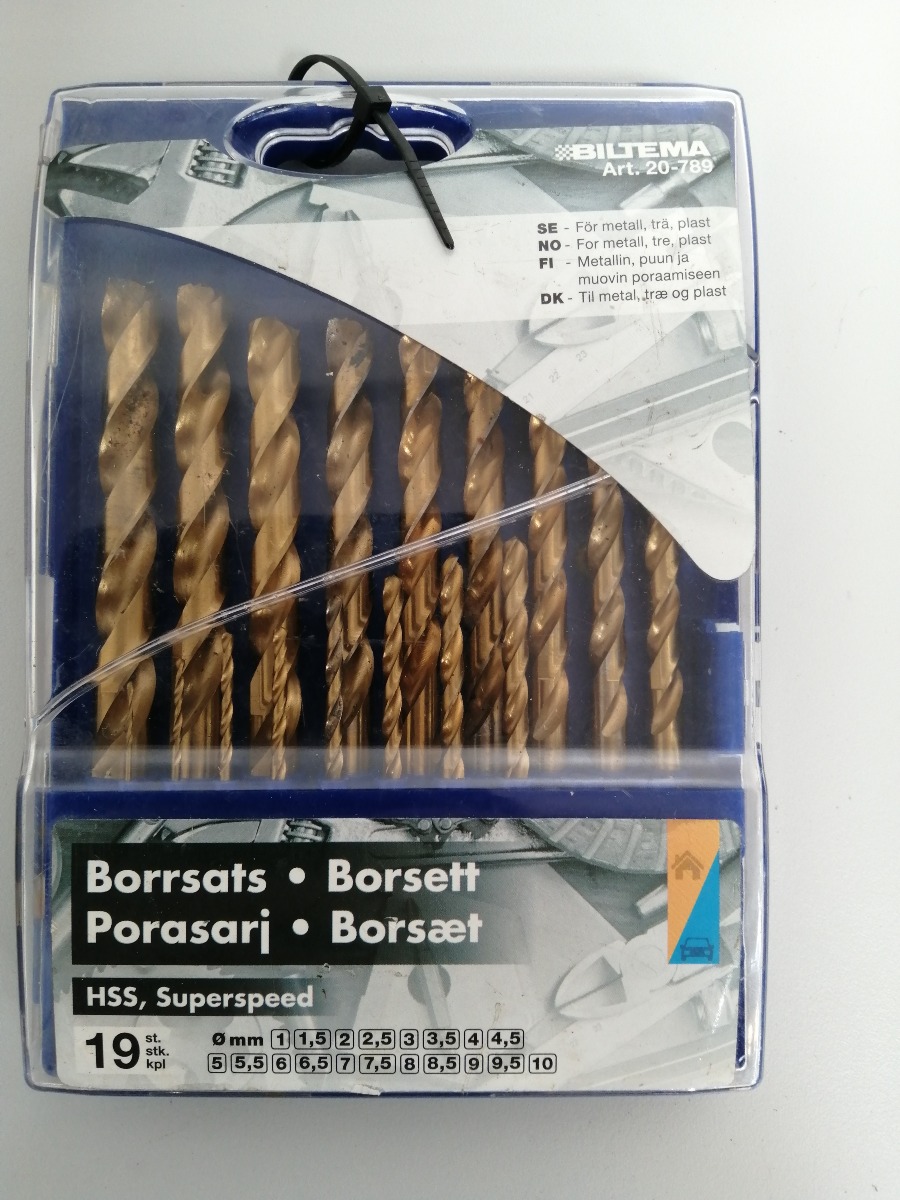 BILTEMA
Art. 20-789
SE - För metall, trä, plast
NO - For metall, tre, plast
FI - Metallin, puun ja
muovin poraamiseen
DK - Til metal, træ og plast
21 22 23
Borrsats • Borsett
Porasarj • Borsæt
HSS, Superspeed
19 st.
stk.
kpl
Ø mm 1 1,5 2 2,5 3 3,5 4 4,5
5 5,5 6 6,5 7 7,5 8 8,5 9 9,5 10